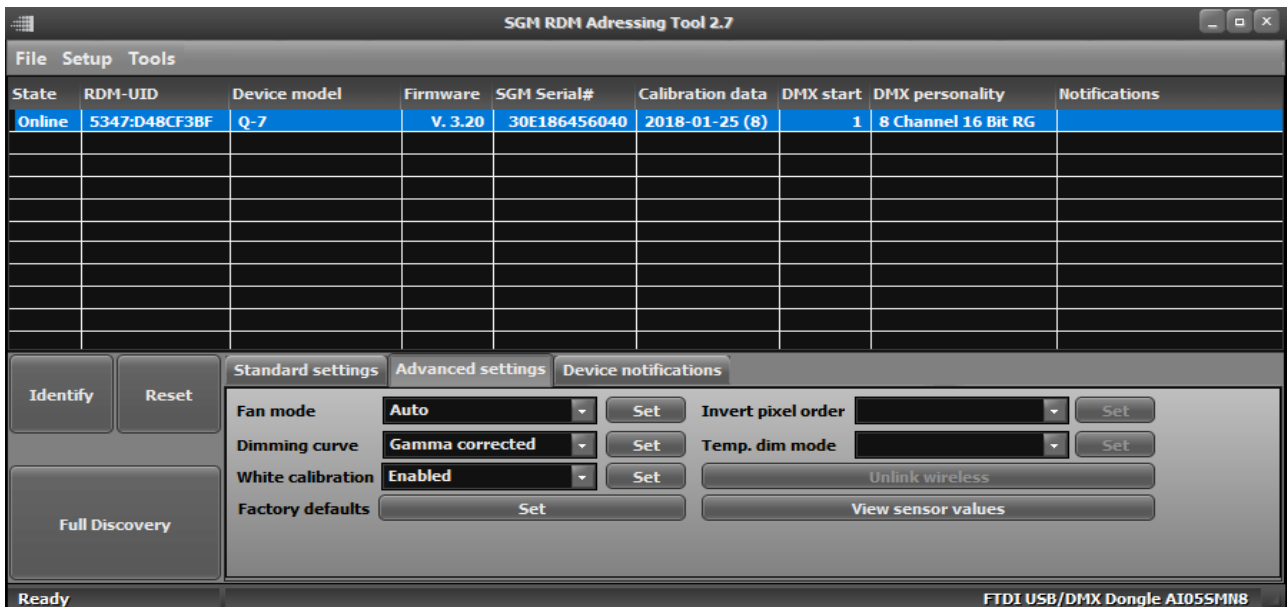 SGM RDM Adressing Tool 2.7
File Setup Tools
State RDM-UID Device model Firmware SGM Serial# Calibration data DMX start DMX personality Notifications
Online 5347:D48CF3BF Q-7 V. 3.20 30E186456040 2018-01-25 (8) 1 8 Channel 16 Bit RG
Identify Reset
Full Discovery
Standard settings Advanced settings Device notifications
Fan mode Auto Set Invert pixel order Set
Dimming curve Gamma corrected Set Temp. dim mode Set
White calibration Enabled Set Unlink wireless
Factory defaults Set View sensor values
Ready FTDI USB/DMX Dongle AI05SMN8